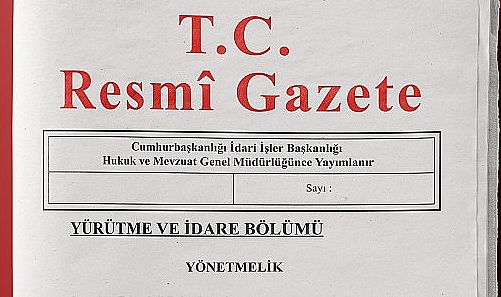 T.C.
Resmî Gazete
Cumhurbaşkanlığı İdari İşler Başkanlığı
Hukuk ve Mevzuat Genel Müdürlüğünce Yayımlanır
Sayı :
YÜRÜTME VE İDARE BÖLÜMÜ
YÖNETMELİK